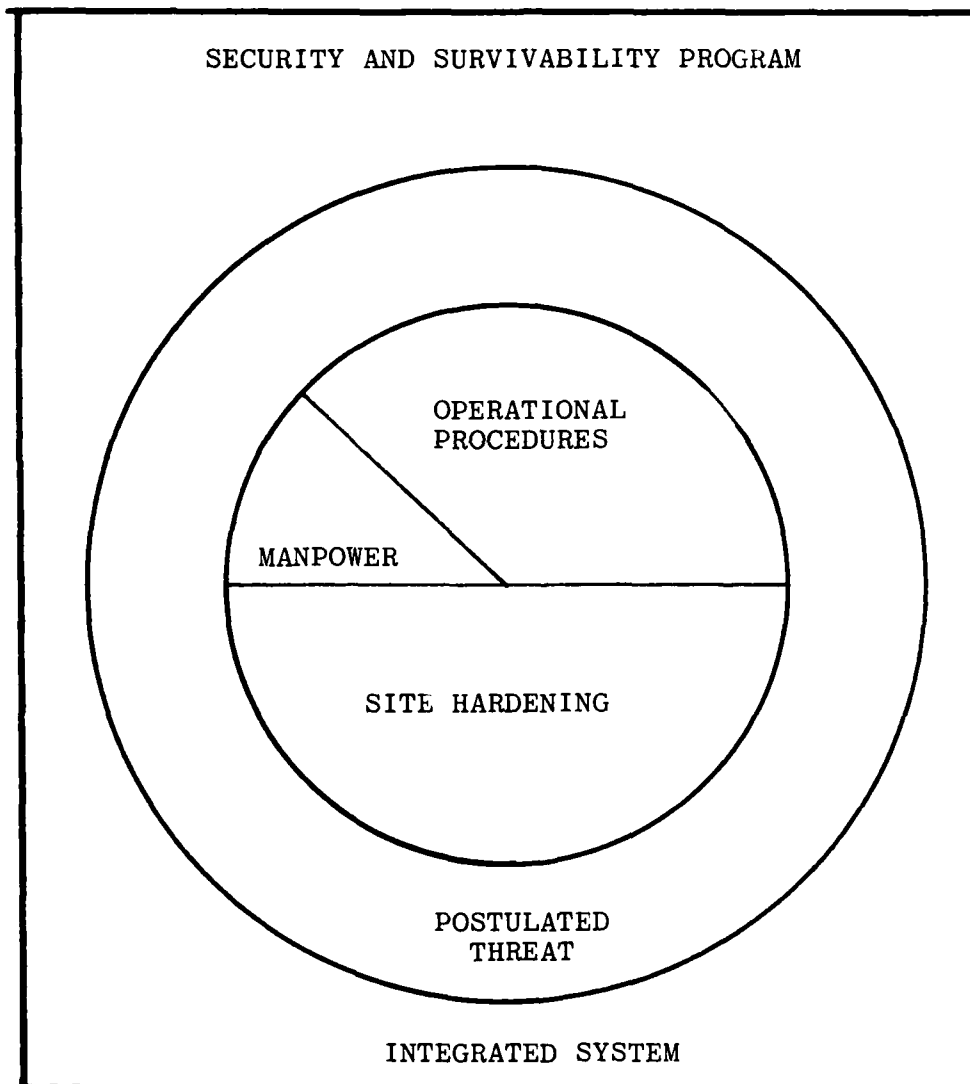 SECURITY AND SURVIVABILITY PROGRAM
OPERATIONAL
PROCEDURES
MANPOWER
SITE HARDENING
POSTULATED
THREAT
INTEGRATED SYSTEM